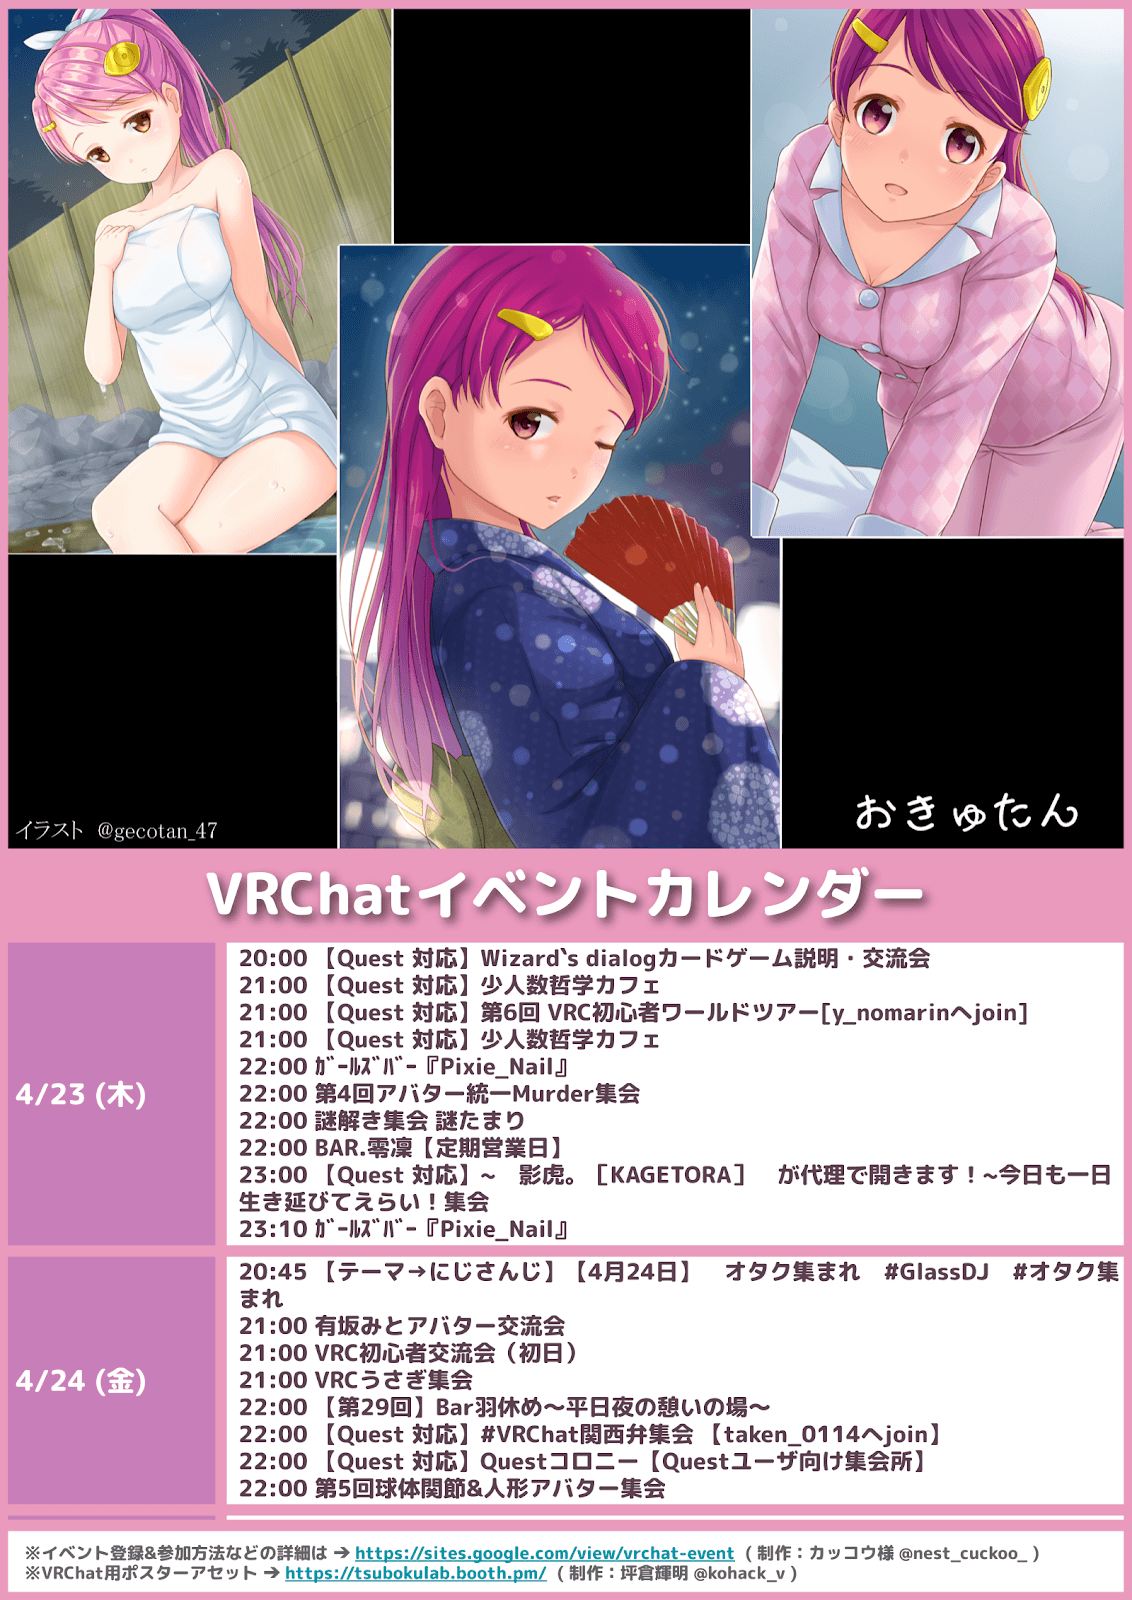 イラスト @gecotan_47
おきゅたん
VRChatイベントカレンダー
4/23 (木)
20:00 【Quest 対応】Wizard`s dialogカードゲーム説明・交流会
21:00 【Quest 対応】少人数哲学カフェ
21:00 【Quest 対応】第6回 VRC初心者ワールドツアー[y_nomarinへjoin]
21:00 【Quest 対応】少人数哲学カフェ
22:00 ｶﾞｰﾙｽﾞﾊﾞｰ『Pixie_Nail』
22:00 第4回アバター統一Murder集会
22:00 謎解き集会 謎たまり
22:00 BAR.零凜【定期営業日】
23:00 【Quest 対応】~　影虎。［KAGETORA］　が代理で開きます！~今日も一日
生き延びてえらい！集会
23:10 ｶﾞｰﾙｽﾞﾊﾞｰ『Pixie_Nail』
4/24 (金)
20:45 【テーマ→にじさんじ】【4月24日】　オタク集まれ　#GlassDJ　#オタク集
まれ
21:00 有坂みとアバター交流会
21:00 VRC初心者交流会（初日）
21:00 VRCうさぎ集会
22:00 【第29回】Bar羽休め～平日夜の憩いの場～
22:00 【Quest 対応】#VRChat関西弁集会 【taken_0114へjoin】
22:00 【Quest 対応】Questコロニー【Questユーザ向け集会所】
22:00 第5回球体関節&人形アバター集会
※イベント登録&参加方法などの詳細は → https://sites.google.com/view/vrchat-event （ 制作：カッコウ様 @nest_cuckoo_ ）
※VRChat用ポスターアセット → https://tsubokulab.booth.pm/ （ 制作：坪倉輝明 @kohack_v ）